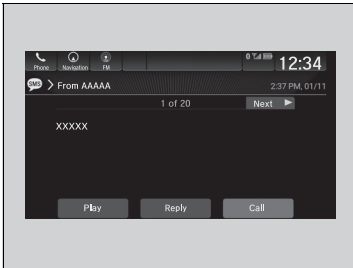 Phone Navigation FM 12:34
SMS From AAAAA 2:37 PM, 01/11
1 of 20 Next
XXXXX
Play Reply Call